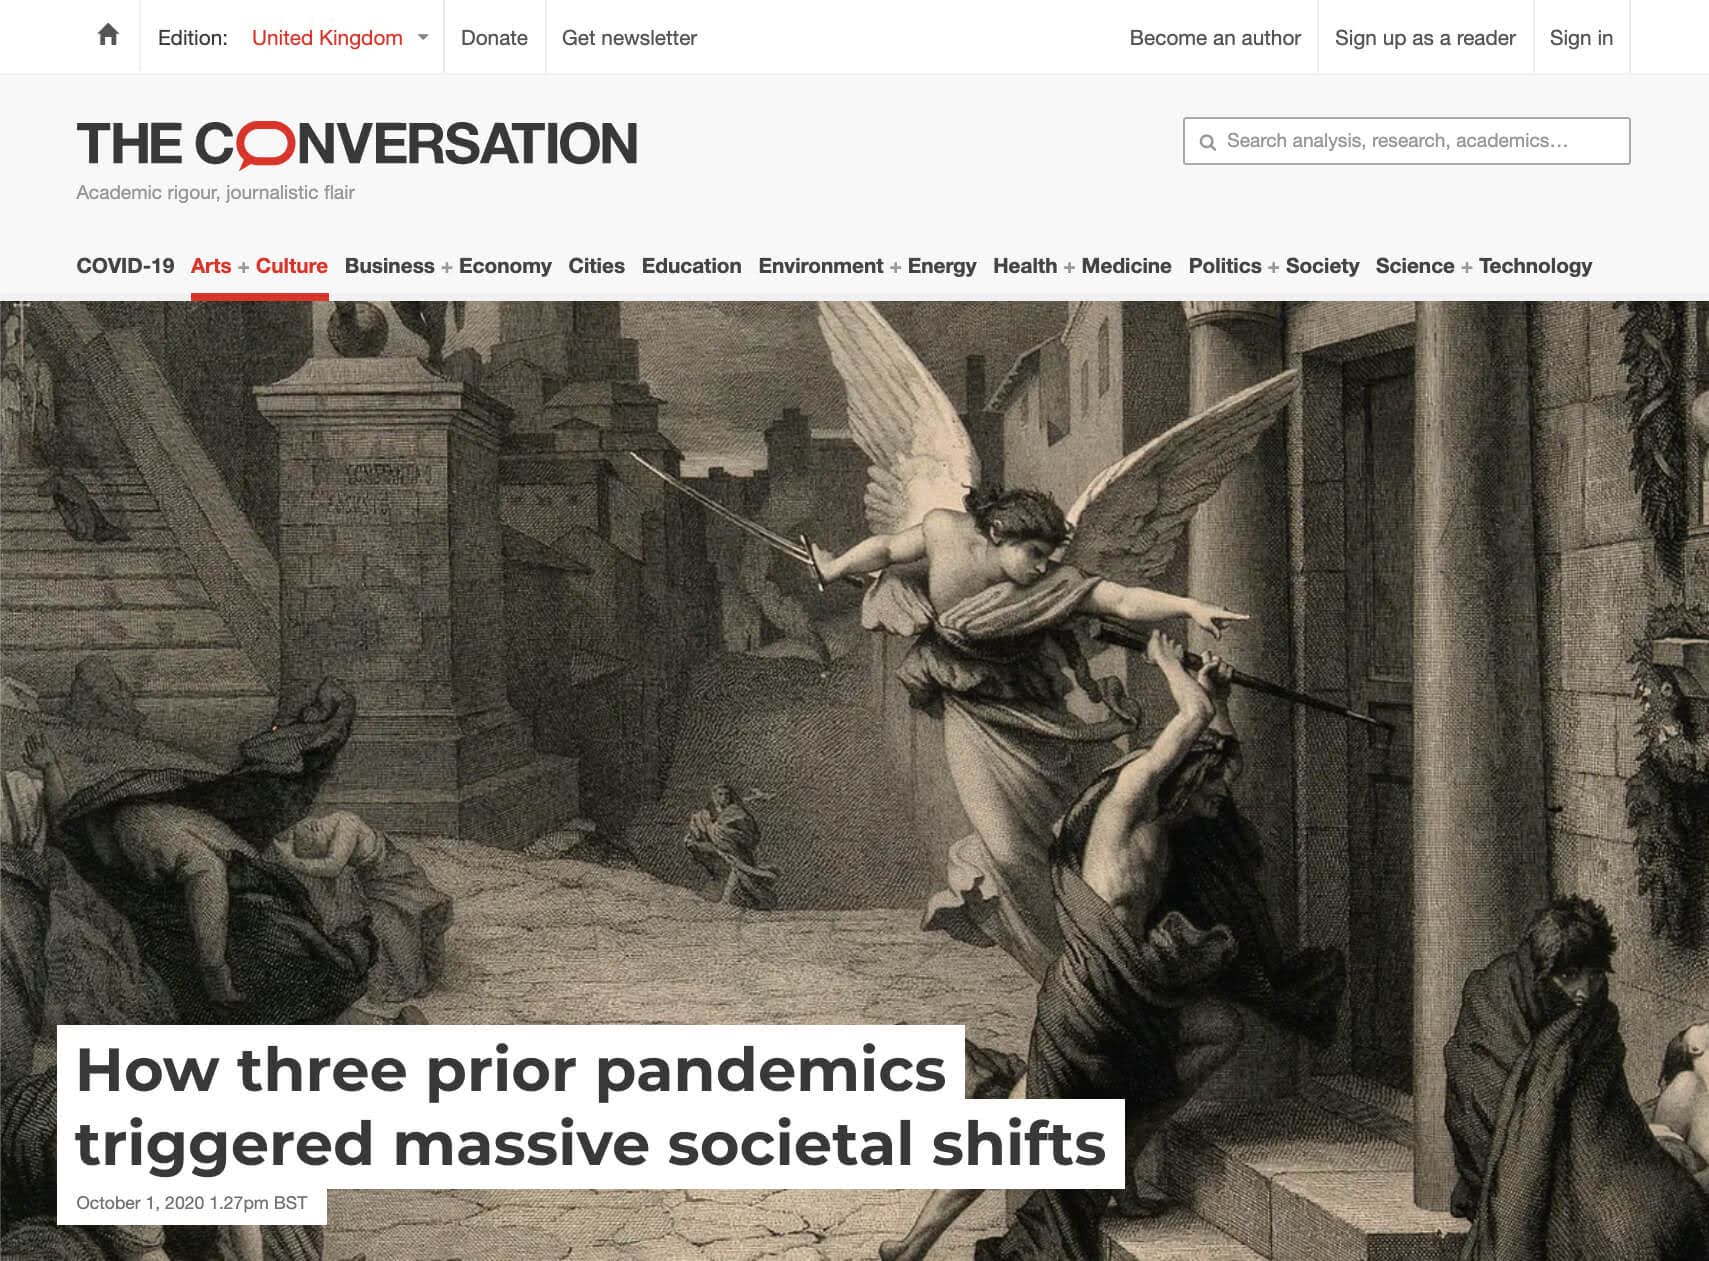 Edition: United Kingdom Donate Get newsletter Become an author Sign up as a reader Sign in
THE CONVERSATION
Search analysis, research, academics…
Academic rigour, journalistic flair
COVID-19 Arts + Culture Business + Economy Cities Education Environment + Energy Health + Medicine Politics + Society Science + Technology
How three prior pandemics
triggered massive societal shifts
October 1, 2020 1.27pm BST